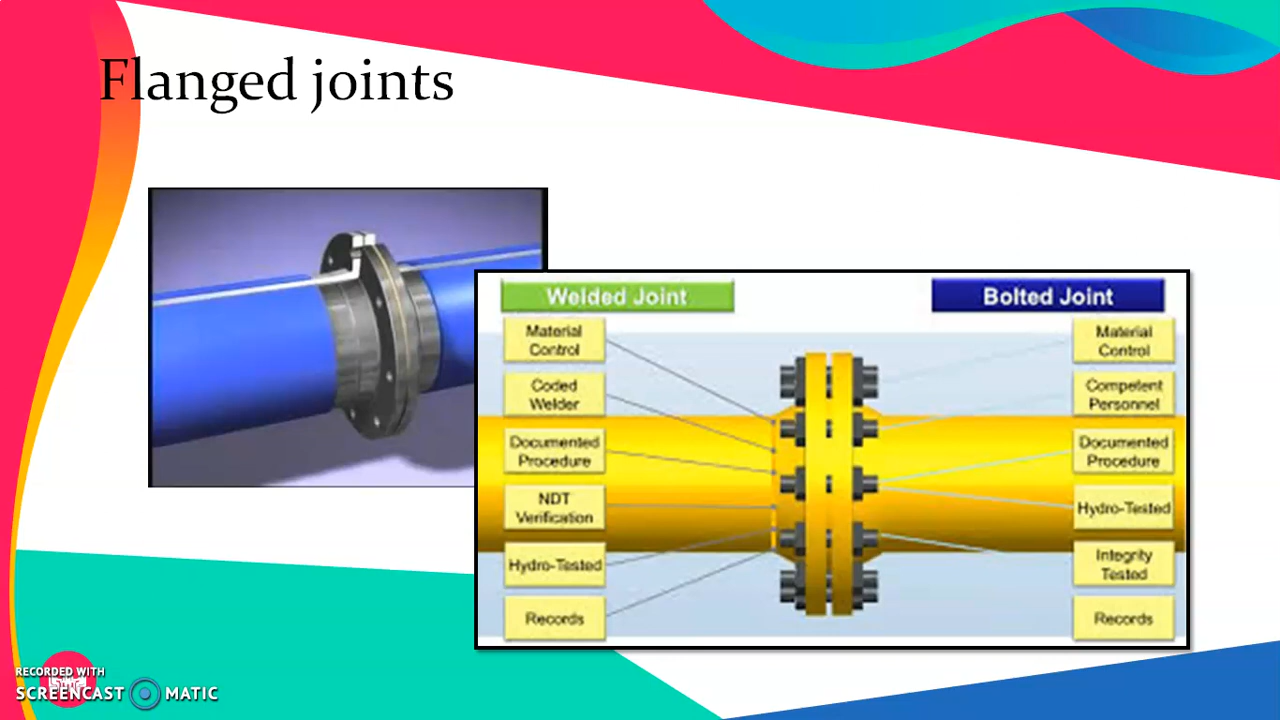 Flanged joints
Welded Joint
Material
Control
Coded
Welder
Documented
Procedure
NDT
Verification
Hydro-Tested
Records
Bolted Joint
Material
Control
Competent
Personnel
Documented
Procedure
Hydro-Tested
Integrity
Tested
Records
RECORDED WITH
SCREENCAST MATIC